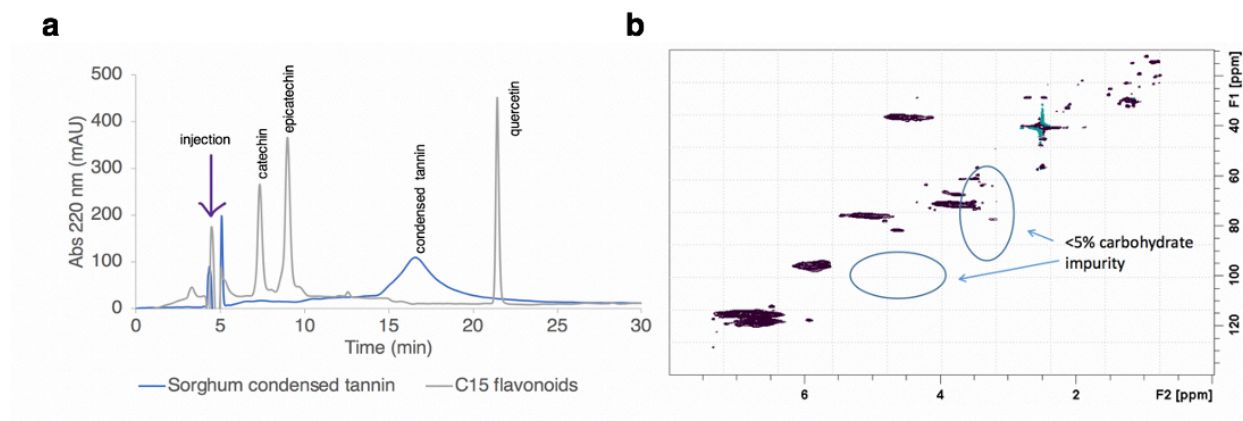 a
500
400
300
200
100
0
Abs 220 nm (mAU)
injection
catechin
epicatechin
condensed tannin
quercetin
0 5 10 15 20 25 30
Time (min)
Sorghum condensed tannin C15 flavonoids
b
F1 [ppm]
40
60
80
100
120
<5% carbohydrate
impurity
6 4 2 F2 [ppm]